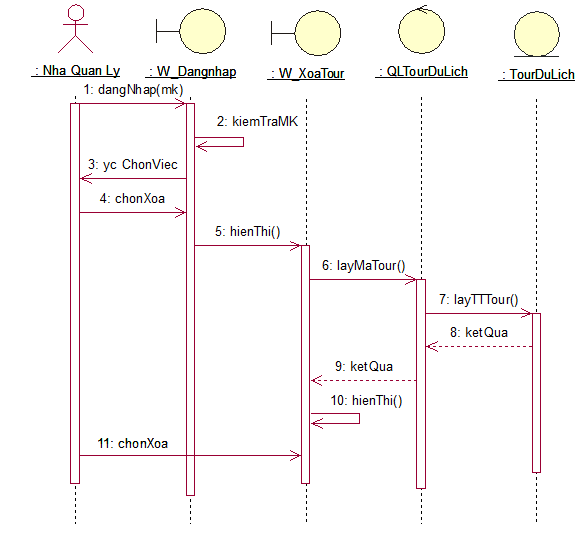 : Nha Quan Ly
: W_Dangnhap
: W_XoaTour
: QLTourDuLich
: TourDuLich
1: dangNhap(mk)
2: kiemTraMK
3: yc ChonViec
4: chonXoa
5: hienThi()
6: layMaTour()
7: layTTTour()
8: ketQua
9: ketQua
10: hienThi()
11: chonXoa